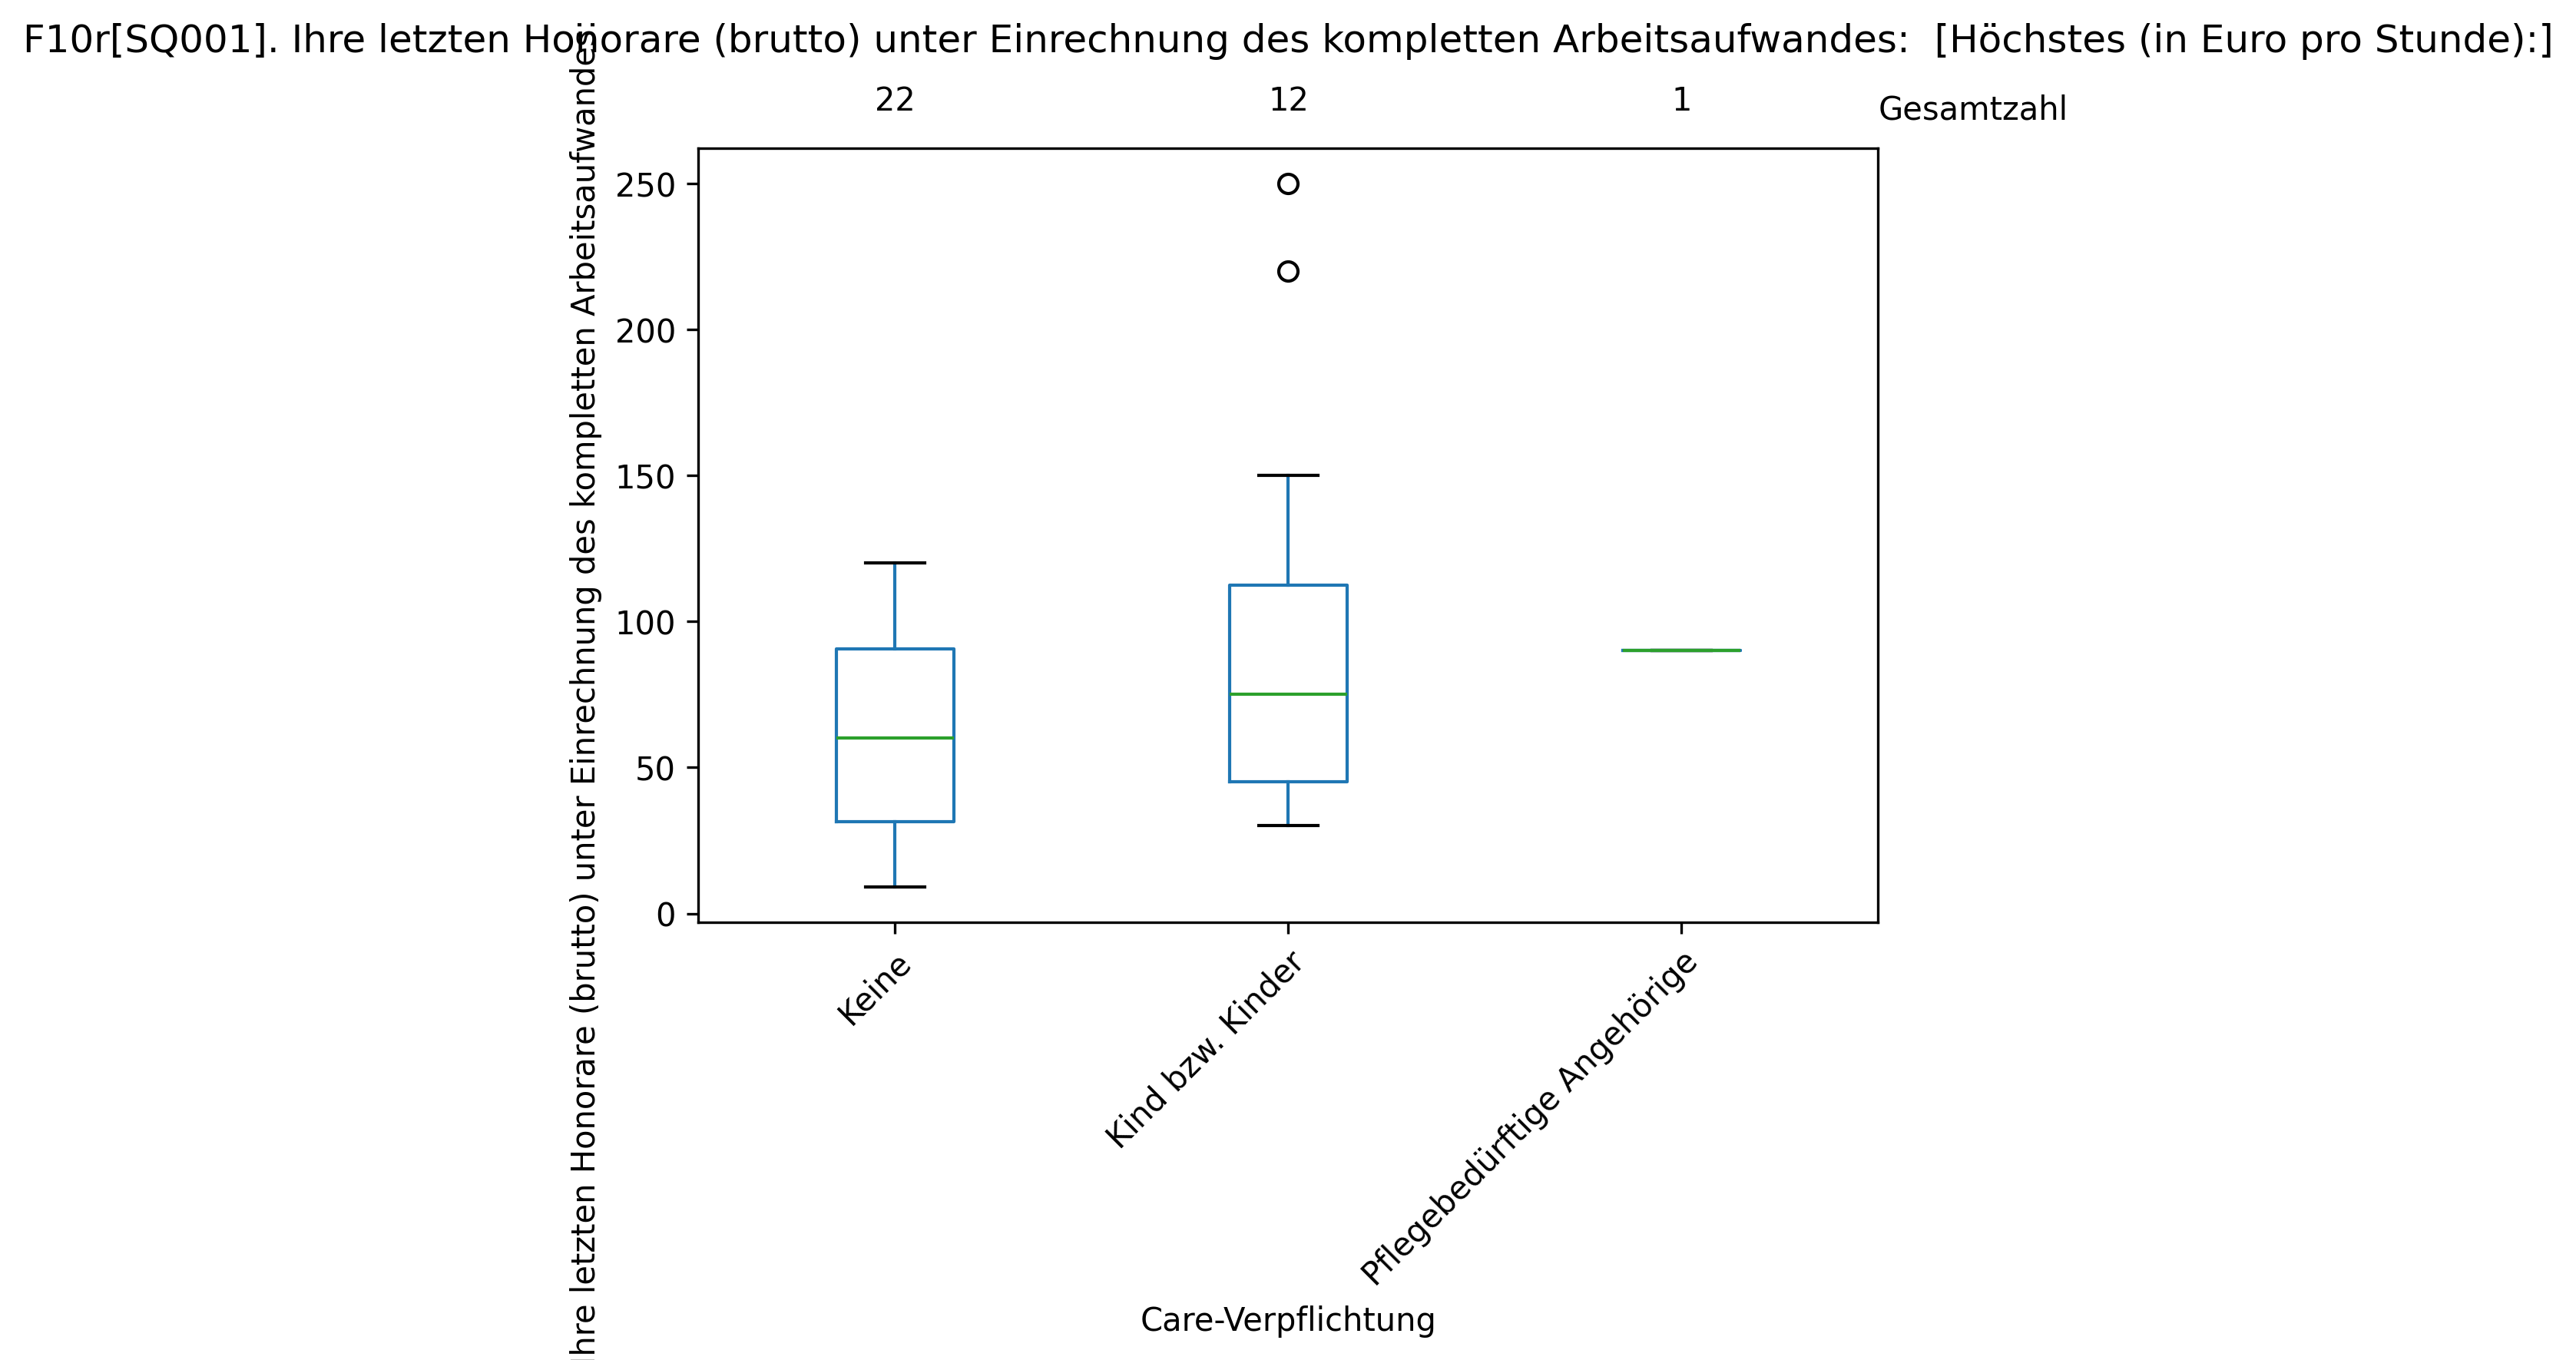 F10r[SQ001]. Ihre letzten Honorare (brutto) unter Einrechnung des kompletten Arbeitsaufwandes:  [Höchstes (in Euro pro Stunde):]
22 12 1 Gesamtzahl
Ihre letzten Honorare (brutto) unter Einrechnung des kompletten Arbeitsaufwandes:
250
200
150
100
50
0
Keine
Kind bzw. Kinder
Pflegebedürftige Angehörige
Care-Verpflichtung